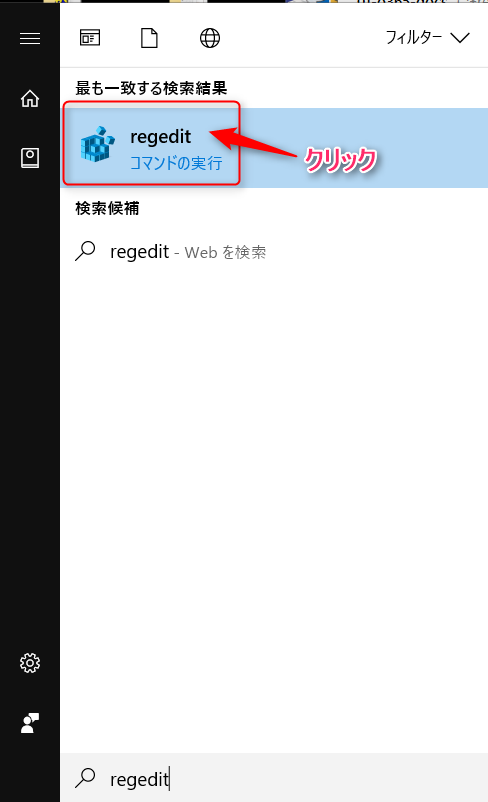 フィルター
最も一致する検索結果
regedit
コマンドの実行
クリック
検索候補
regedit - Web を検索
regedit